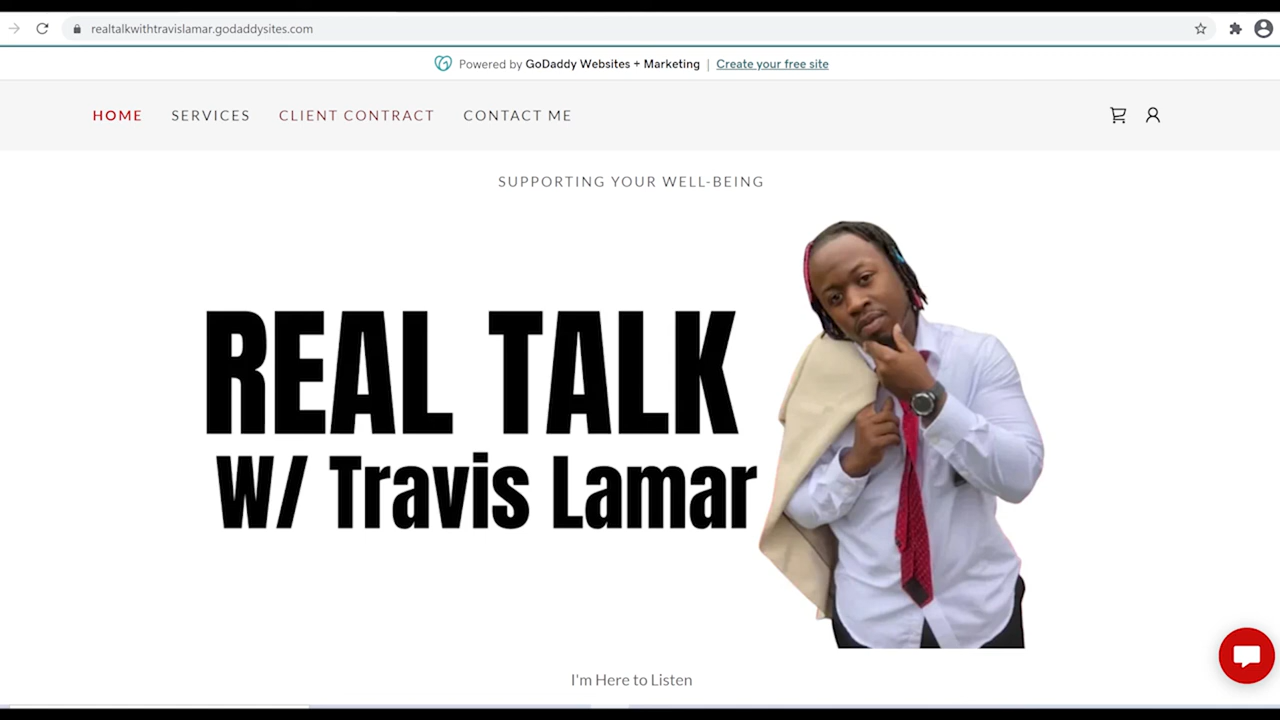 realtalkwithtravislamar.godaddysites.com
Powered by GoDaddy Websites + Marketing | Create your free site
HOME SERVICES CLIENT CONTRACT CONTACT ME
SUPPORTING YOUR WELL-BEING
REAL TALK
W/ Travis Lamar
I'm Here to Listen